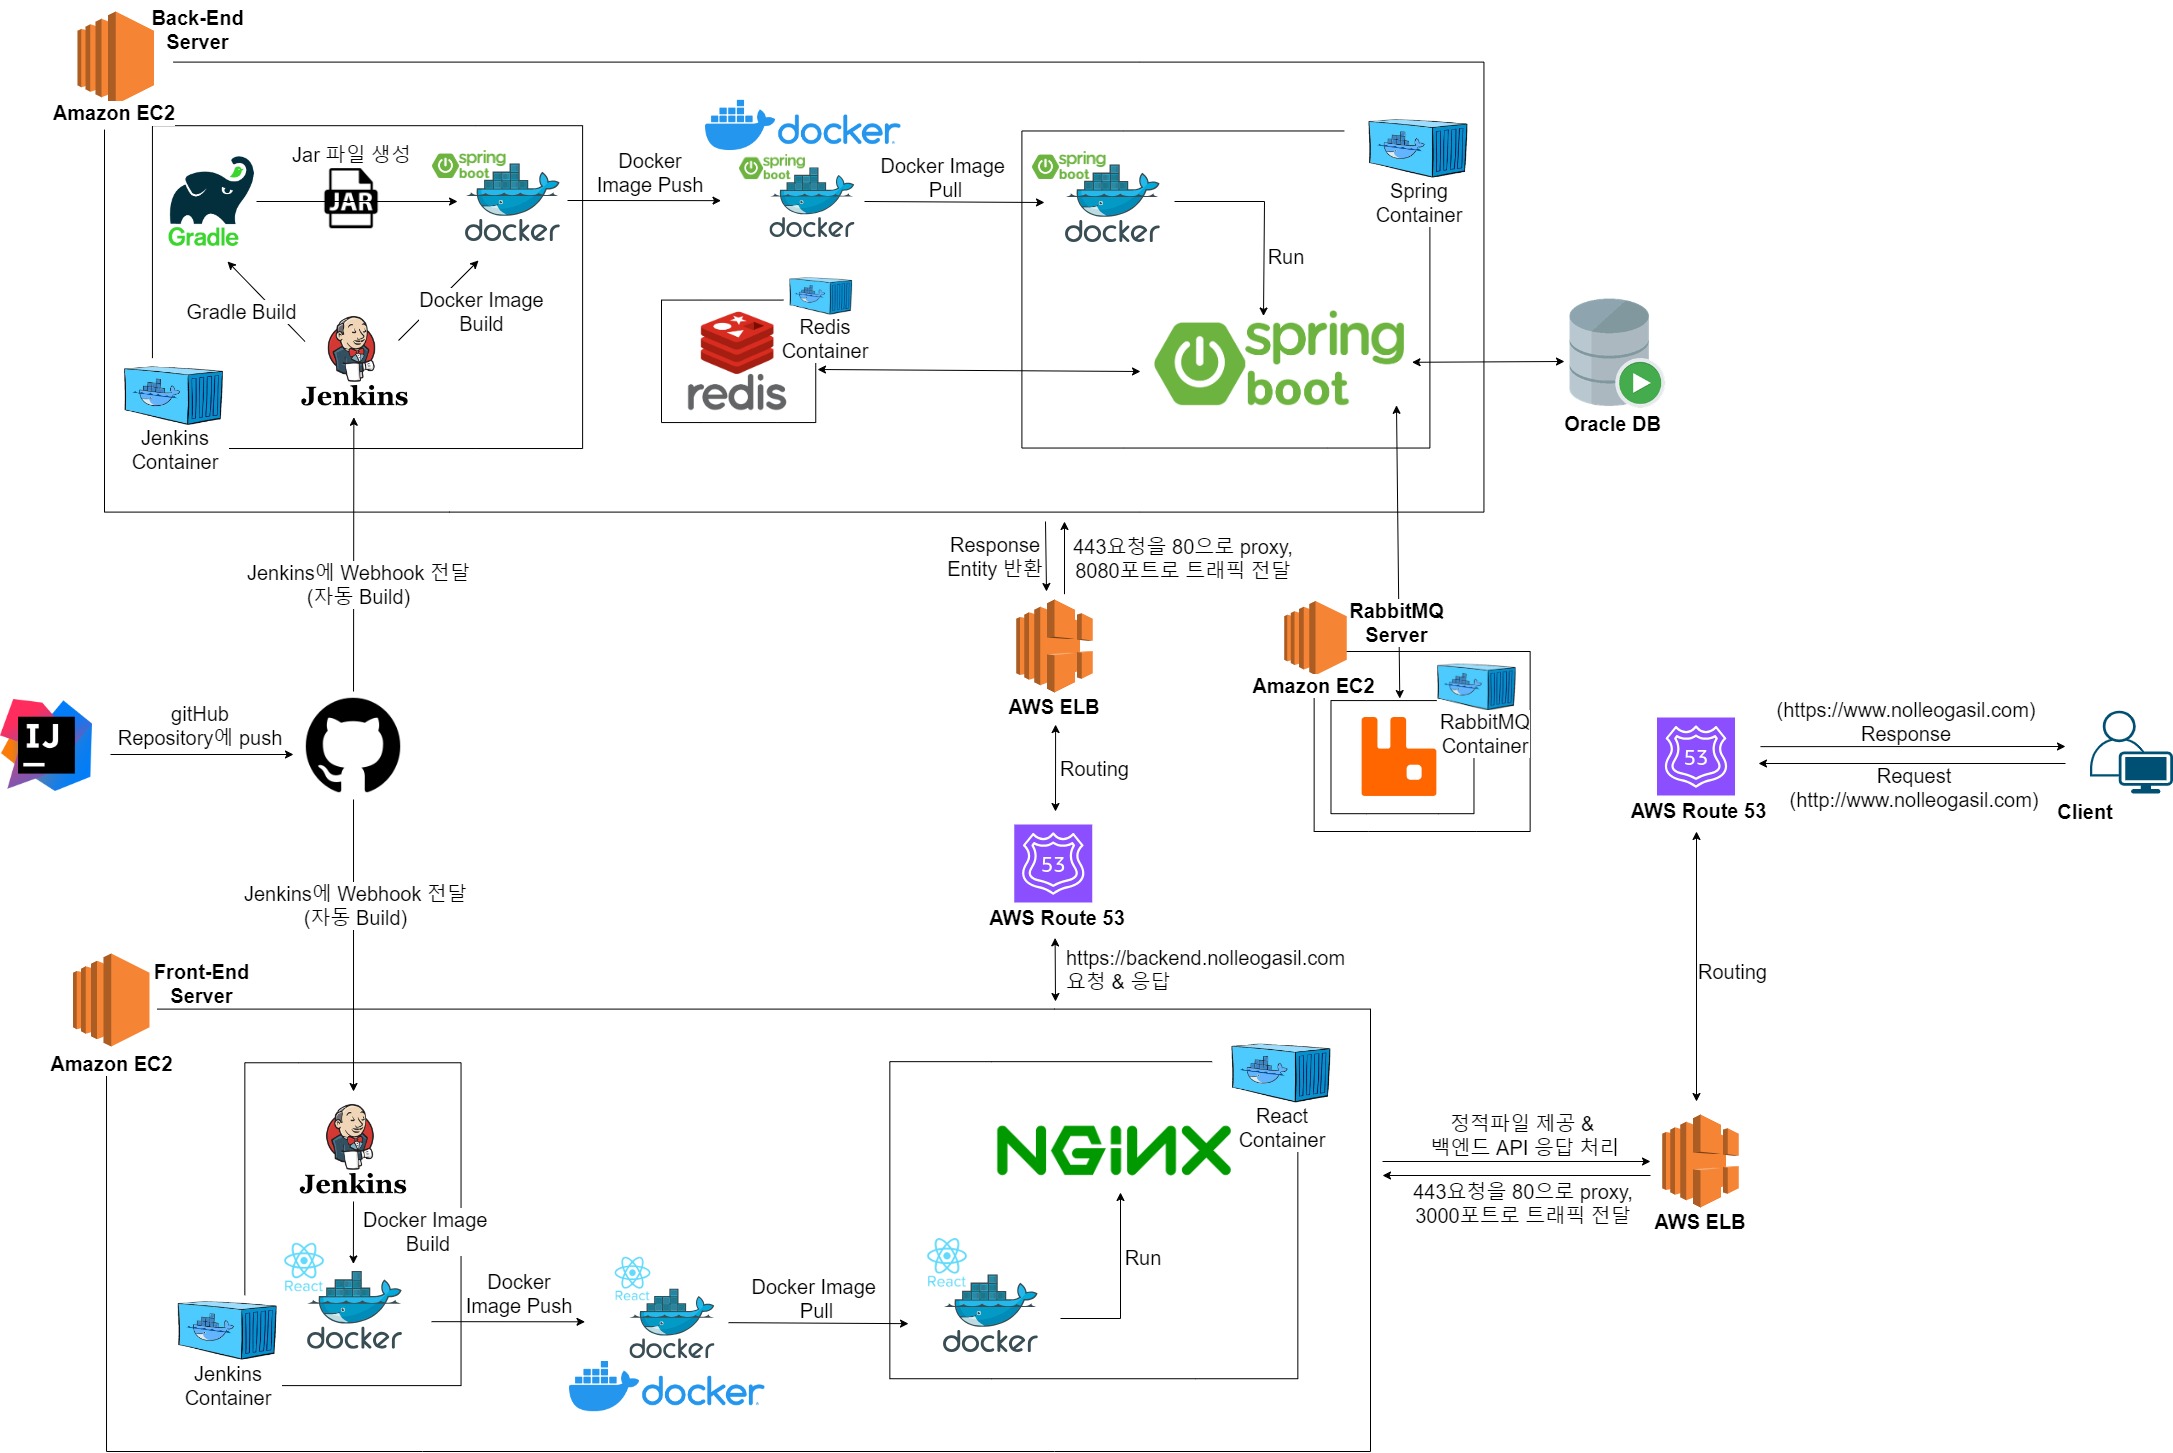 Back-End
Server
Amazon EC2
Jar 파일 생성
Gradle
JAR
spring
boot
docker
Gradle Build
Docker Image
Build
Jenkins
Jenkins
Container
Docker
Image Push
docker
spring
boot
docker
Docker Image
Pull
spring
boot
docker
Run
Spring
Container
Redis
Container
redis
spring
boot
Oracle DB
Jenkins에 Webhook 전달
(자동 Build)
Response
Entity 반환
443요청을 80으로 proxy,
8080포트로 트래픽 전달
AWS ELB
Routing
53
AWS Route 53
https://backend.nolleogasil.com
요청 & 응답
RabbitMQ
Server
Amazon EC2
RabbitMQ
Container
IJ
gitHub
Repository에 push
Jenkins에 Webhook 전달
(자동 Build)
53
AWS Route 53
(https://www.nolleogasil.com)
Response
Request
(http://www.nolleogasil.com)
Client
Routing
Front-End
Server
Amazon EC2
Jenkins
Docker Image
Build
React
docker
Jenkins
Container
Docker
Image Push
React
docker
docker
Docker Image
Pull
React
docker
Run
NGINX
React
Container
정적파일 제공 &
백엔드 API 응답 처리
443요청을 80으로 proxy,
3000포트로 트래픽 전달
AWS ELB